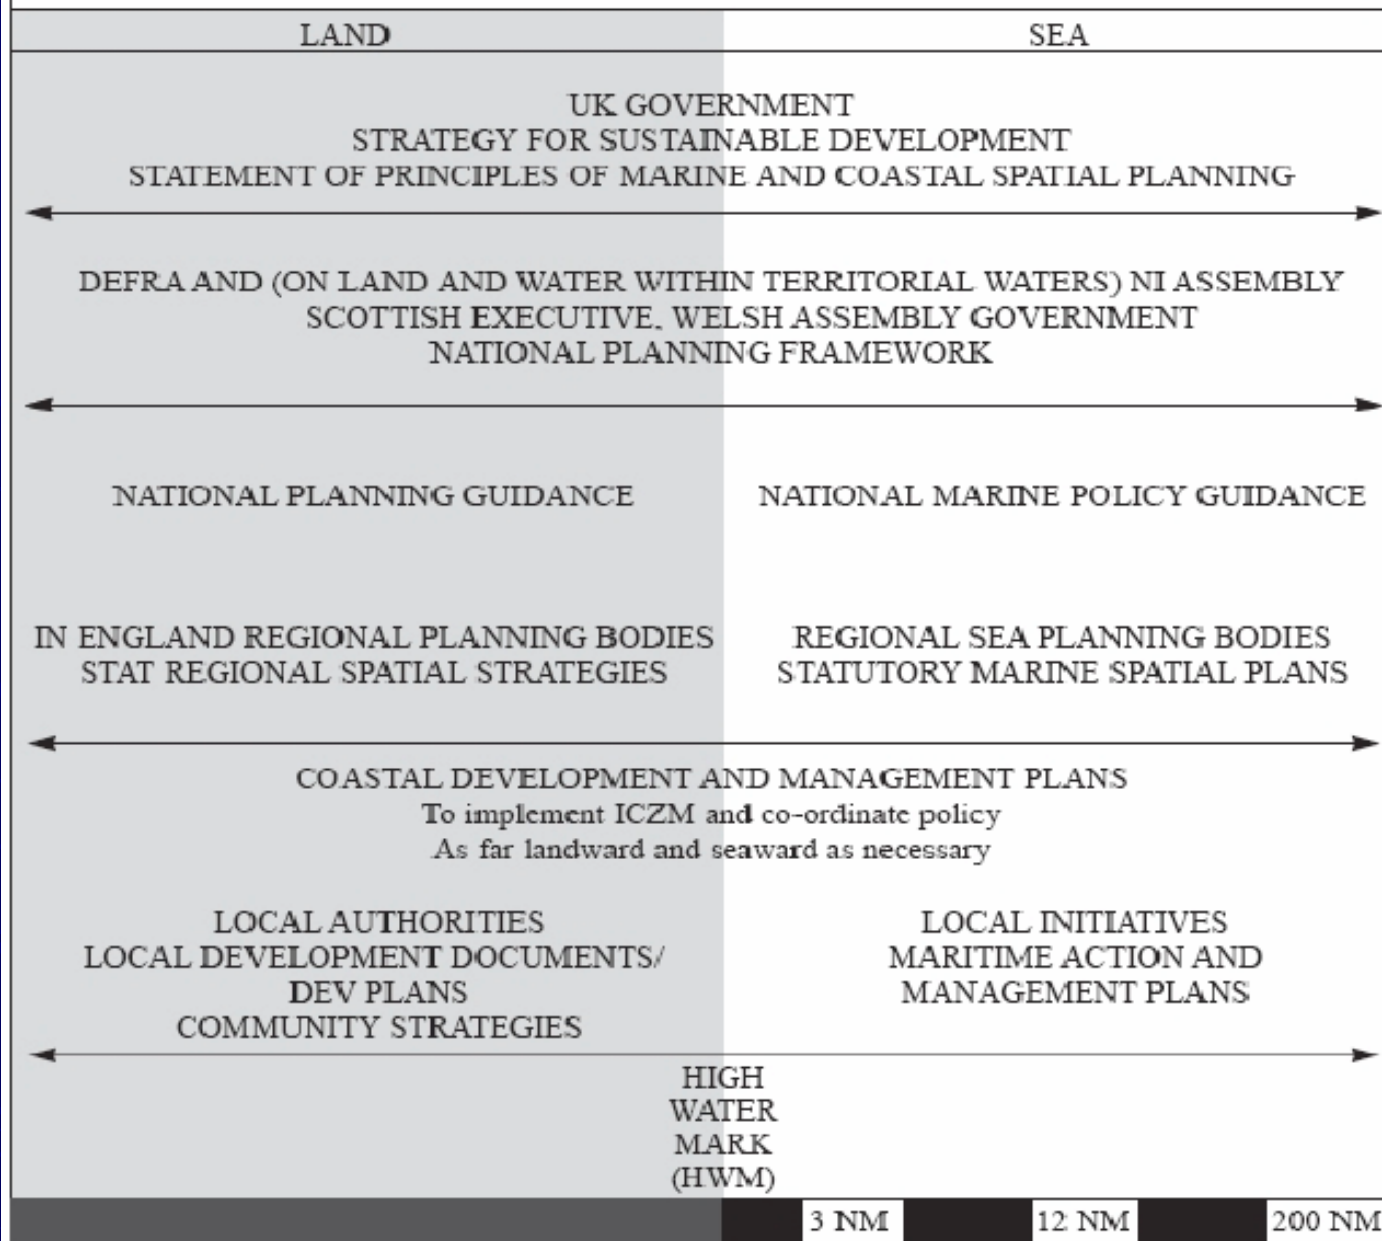 LAND SEA
UK GOVERNMENT
STRATEGY FOR SUSTAINABLE DEVELOPMENT
STATEMENT OF PRINCIPLES OF MARINE AND COASTAL SPATIAL PLANNING
DEFRA AND (ON LAND AND WATER WITHIN TERRITORIAL WATERS) NI ASSEMBLY
SCOTTISH EXECUTIVE, WELSH ASSEMBLY GOVERNMENT
NATIONAL PLANNING FRAMEWORK
NATIONAL PLANNING GUIDANCE
NATIONAL MARINE POLICY GUIDANCE
IN ENGLAND REGIONAL PLANNING BODIES
STAT REGIONAL SPATIAL STRATEGIES
REGIONAL SEA PLANNING BODIES
STATUTORY MARINE SPATIAL PLANS
COASTAL DEVELOPMENT AND MANAGEMENT PLANS
To implement ICZM and co-ordinate policy
As far landward and seaward as necessary
LOCAL AUTHORITIES
LOCAL DEVELOPMENT DOCUMENTS/
DEV PLANS
COMMUNITY STRATEGIES
LOCAL INITIATIVES
MARITIME ACTION AND
MANAGEMENT PLANS
HIGH
WATER
MARK
(HWM)
3 NM 12 NM 200 NM